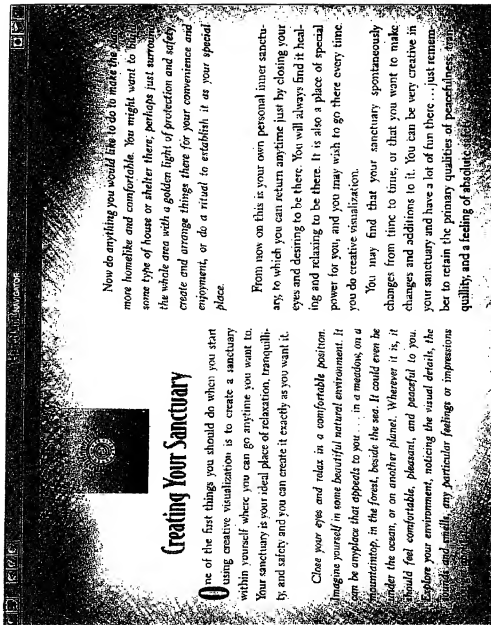 NAVIGATOR
Creating Your Sanctuary
One of the first things you should do when you start
using creative visualization is to create a sanctuary
within yourself where you can go anytime you want to.
Your sanctuary is your ideal place of relaxation, tranquili-
ty, and safety and you can create it exactly as you want it.
Close your eyes and relax in a comfortable position.
Imagine yourself in some beautiful natural environment. It
can be anyplace that appeals to you . . . in a meadow, on a
mountaintop, in the forest, beside the sea. It could even be
under the ocean, or on another planet. Wherever it is, it
should feel comfortable, pleasant, and peaceful to you.
Explore your environment, noticing the visual details, the
sounds and smells, any particular feelings or impressions
Now do anything you would like to do to make the
more homelike and comfortable. You might want to build
some type of house or shelter there, perhaps just surround
the whole area with a golden light of protection and safety,
create and arrange things there for your convenience and
enjoyment, or do a ritual to establish it as your special
place.
From now on this is your own personal inner sanctu-
ary, to which you can return anytime just by closing your
eyes and desiring to be there. You will always find it heal-
ing and relaxing to be there. It is also a place of special
power for you, and you may wish to go there every time
you do creative visualization.
You may find that your sanctuary spontaneously
changes from time to time, or that you want to make
changes and additions to it. You can be very creative in
your sanctuary and have a lot of fun there . . . just remem-
ber to retain the primary qualities of peacefulness, tran-
quility, and a feeling of absolute